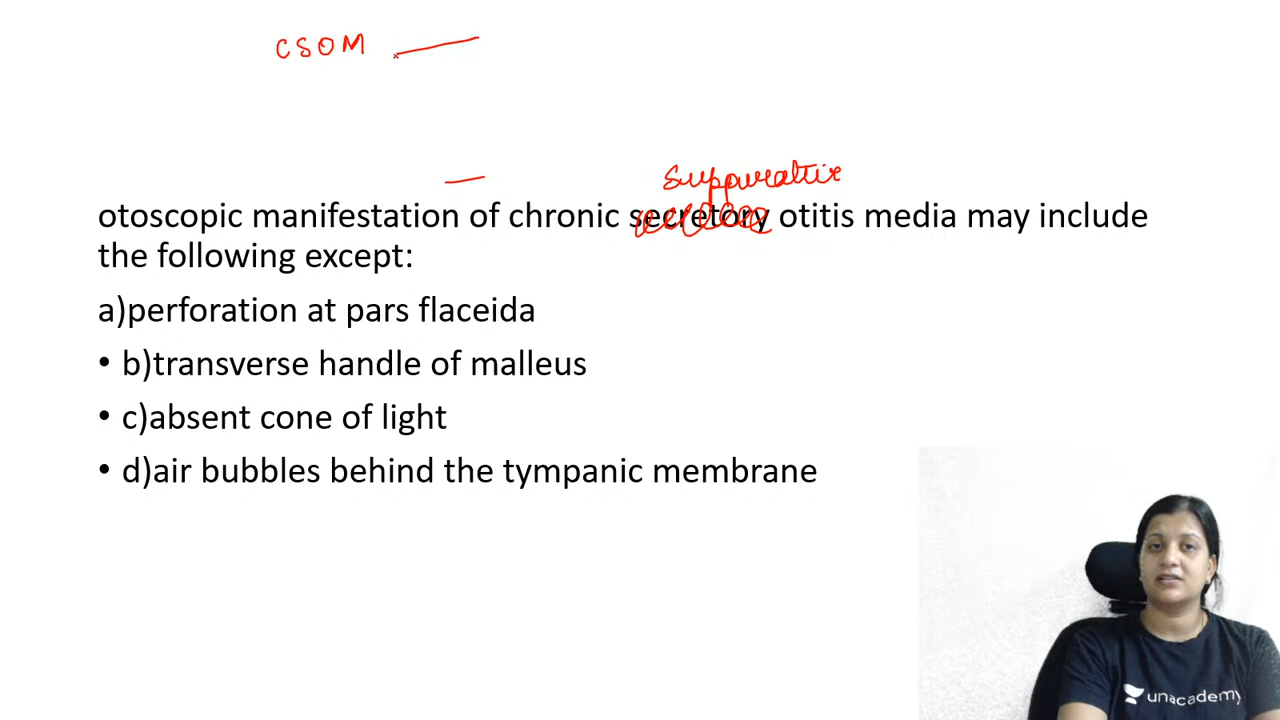 CSOM
suppurative
otoscopic manifestation of chronic secretory otitis media may include
the following except:
a)perforation at pars flaceida
• b)transverse handle of malleus
• c)absent cone of light
• d)air bubbles behind the tympanic membrane
unacademy